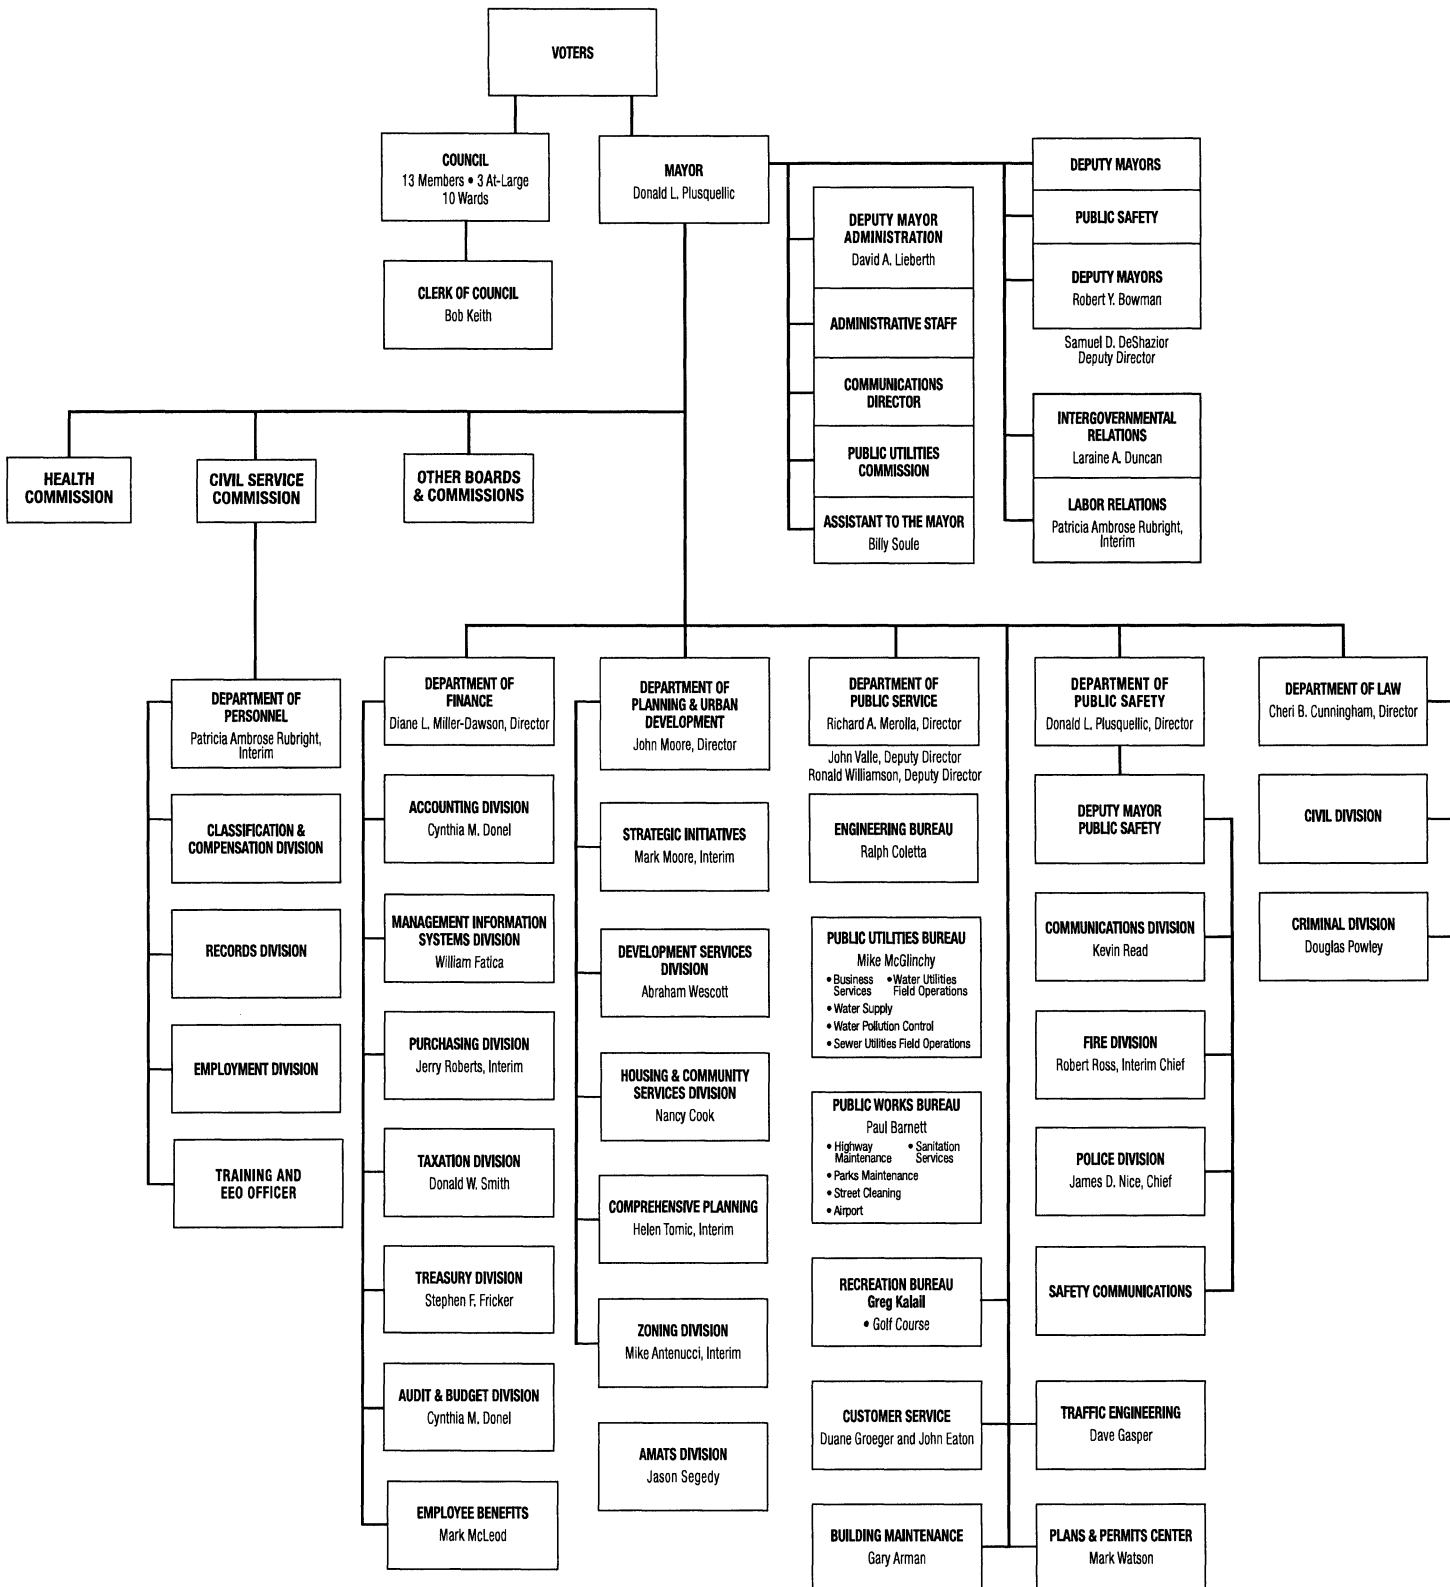 VOTERS
COUNCIL
13 Members • 3 At-Large
10 Wards
MAYOR
Donald L. Plusquellic
CLERK OF COUNCIL
Bob Keith
DEPUTY MAYOR
ADMINISTRATION
David A. Lieberth
ADMINISTRATIVE STAFF
COMMUNICATIONS
DIRECTOR
PUBLIC UTILITIES
COMMISSION
ASSISTANT TO THE MAYOR
Billy Soule
DEPUTY MAYORS
PUBLIC SAFETY
DEPUTY MAYORS
Robert Y. Bowman
Samuel D. DeShazior
Deputy Director
INTERGOVERNMENTAL
RELATIONS
Laraine A. Duncan
LABOR RELATIONS
Patricia Ambrose Rubright,
Interim
HEALTH
COMMISSION
CIVIL SERVICE
COMMISSION
OTHER BOARDS
& COMMISSIONS
DEPARTMENT OF
PERSONNEL
Patricia Ambrose Rubright,
Interim
CLASSIFICATION &
COMPENSATION DIVISION
RECORDS DIVISION
EMPLOYMENT DIVISION
TRAINING AND
EEO OFFICER
DEPARTMENT OF
FINANCE
Diane L. Miller-Dawson, Director
ACCOUNTING DIVISION
Cynthia M. Donel
MANAGEMENT INFORMATION
SYSTEMS DIVISION
William Fatica
PURCHASING DIVISION
Jerry Roberts, Interim
TAXATION DIVISION
Donald W. Smith
TREASURY DIVISION
Stephen F. Fricker
AUDIT & BUDGET DIVISION
Cynthia M. Donel
EMPLOYEE BENEFITS
Mark McLeod
DEPARTMENT OF
PLANNING & URBAN
DEVELOPMENT
John Moore, Director
STRATEGIC INITIATIVES
Mark Moore, Interim
DEVELOPMENT SERVICES
DIVISION
Abraham Wescott
HOUSING & COMMUNITY
SERVICES DIVISION
Nancy Cook
COMPREHENSIVE PLANNING
Helen Tomic, Interim
ZONING DIVISION
Mike Antenucci, Interim
AMATS DIVISION
Jason Segedy
DEPARTMENT OF
PUBLIC SERVICE
Richard A. Merolla, Director
John Valle, Deputy Director
Ronald Williamson, Deputy Director
ENGINEERING BUREAU
Ralph Coletta
PUBLIC UTILITIES BUREAU
Mike McGlinchy
• Business • Water Utilities
Services Field Operations
• Water Supply
• Water Pollution Control
• Sewer Utilities Field Operations
PUBLIC WORKS BUREAU
Paul Barnett
• Highway • Sanitation
Maintenance Services
• Parks Maintenance
• Street Cleaning
• Airport
RECREATION BUREAU
Greg Kalail
• Golf Course
CUSTOMER SERVICE
Duane Groeger and John Eaton
BUILDING MAINTENANCE
Gary Arman
DEPARTMENT OF
PUBLIC SAFETY
Donald L. Plusquellic, Director
DEPUTY MAYOR
PUBLIC SAFETY
COMMUNICATIONS DIVISION
Kevin Read
FIRE DIVISION
Robert Ross, Interim Chief
POLICE DIVISION
James D. Nice, Chief
SAFETY COMMUNICATIONS
TRAFFIC ENGINEERING
Dave Gasper
PLANS & PERMITS CENTER
Mark Watson
DEPARTMENT OF LAW
Cheri B. Cunningham, Director
CIVIL DIVISION
CRIMINAL DIVISION
Douglas Powley